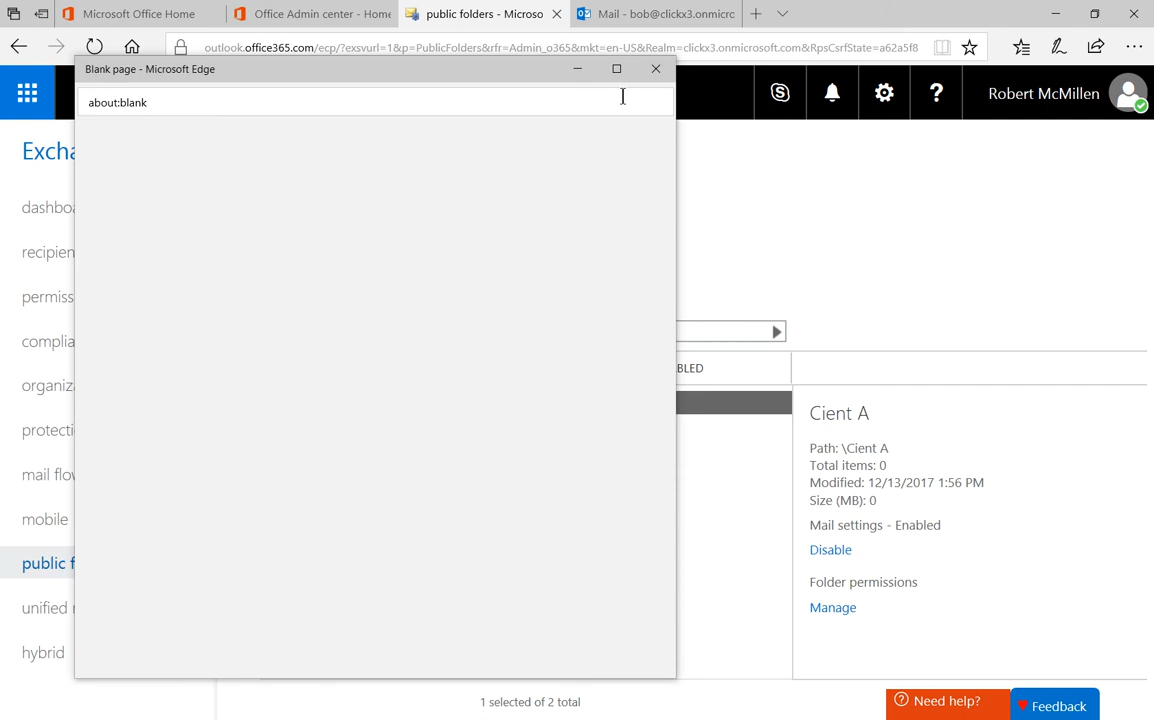 Microsoft Office Home
Office Admin center - Home
public folders - Microso
Mail - bob@clickx3.onmicrc
outlook.office365.com/ecp/?exsvurl=1&p=PublicFolders&rfr=Admin_o365&mkt=en-US&Realm=clickx3.onmicrosoft.com&RpsCsrfState=a62a5f8
Blank page - Microsoft Edge
about:blank
Robert McMillen
Excha
dashboa
recipien
permiss
complia
organiza
protecti
mail flow
mobile
public f
unified
hybrid
BLED
Cient A
Path: \Cient A
Total items: 0
Modified: 12/13/2017 1:56 PM
Size (MB): 0
Mail settings - Enabled
Disable
Folder permissions
Manage
1 selected of 2 total
Need help?
Feedback